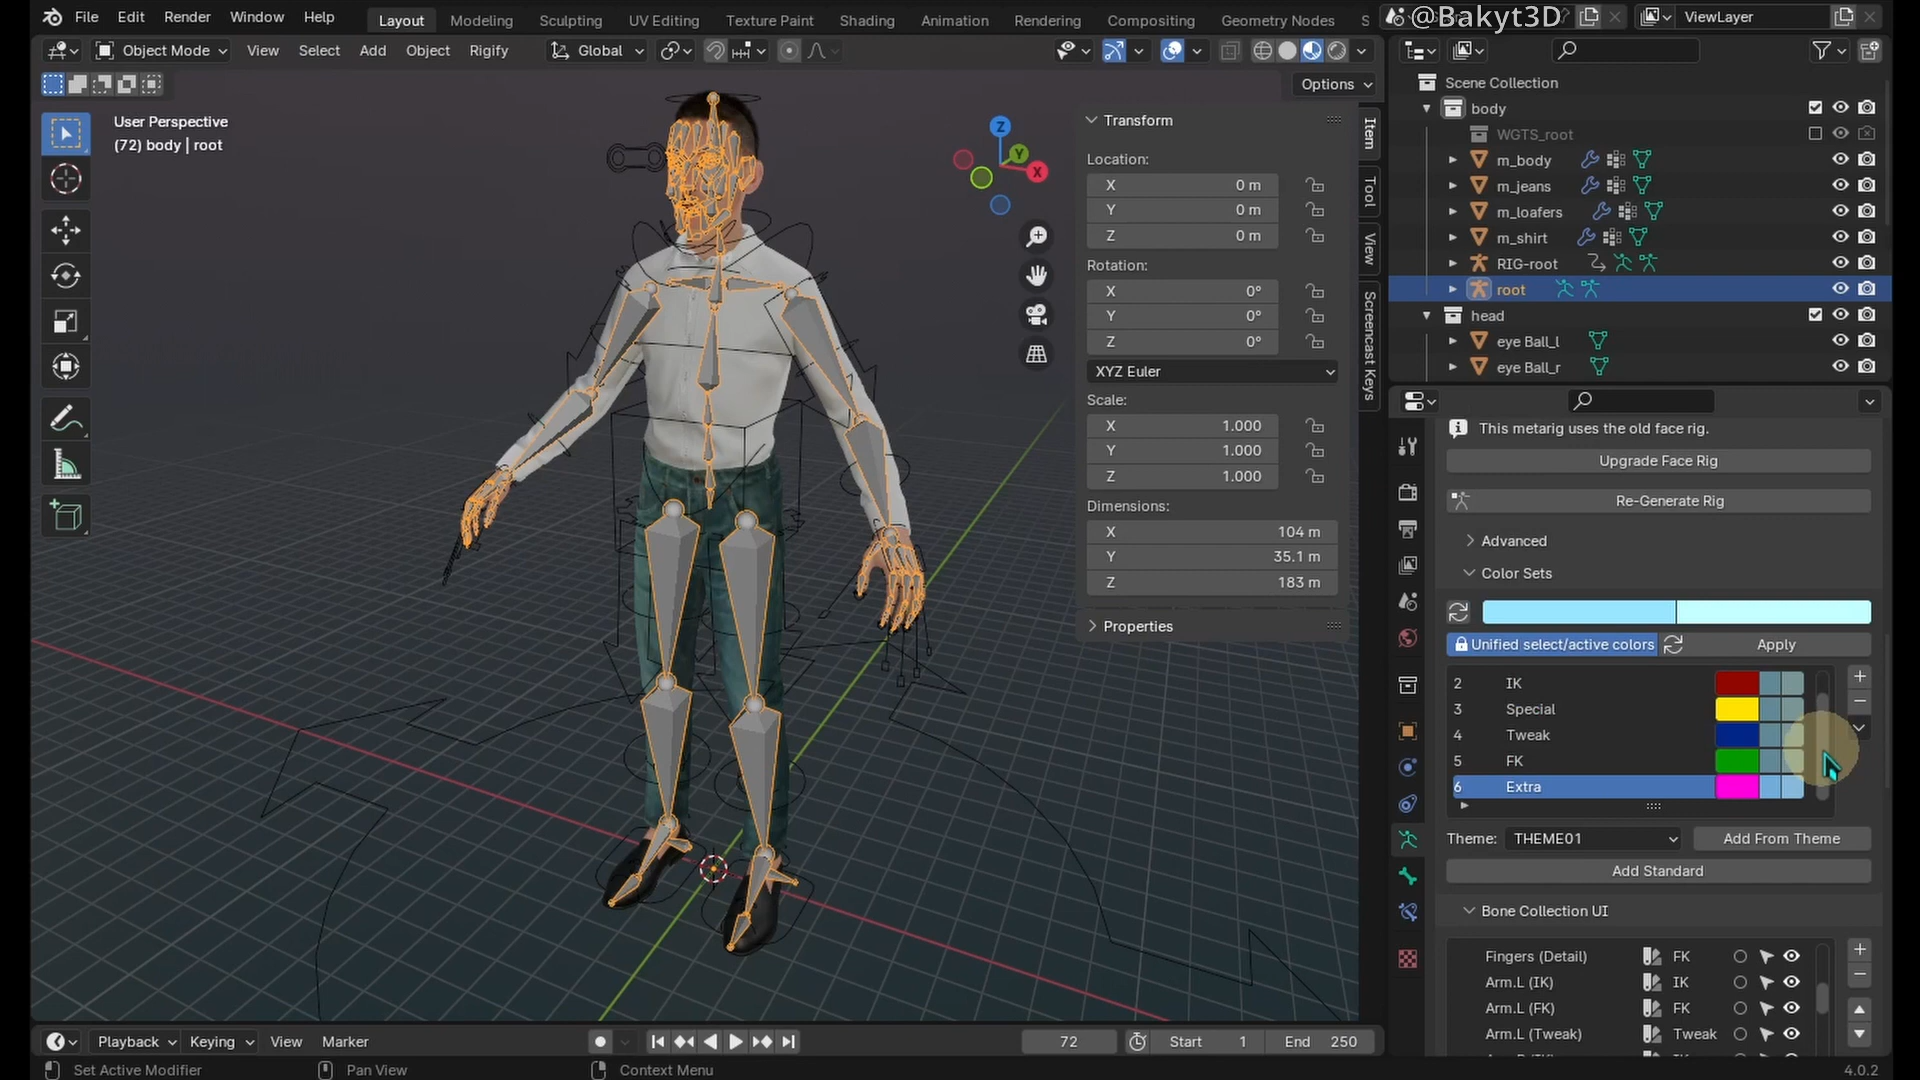 File Edit Render Window Help Layout Modeling Sculpting UV Editing Texture Paint Shading Animation Rendering Compositing Geometry Nodes S @Bakyt3D ViewLayer
Object Mode View Select Add Object Rigify Global
Options
User Perspective
(72) body | root
Z
Y
X
Transform
Location:
X 0 m
Y 0 m
Z 0 m
Rotation:
X 0°
Y 0°
Z 0°
XYZ Euler
Scale:
X 1.000
Y 1.000
Z 1.000
Dimensions:
X 104 m
Y 35.1 m
Z 183 m
Properties
Item
Tool
View
Screencast Keys
Scene Collection
body
WGTS_root
m_body
m_jeans
m_loafers
m_shirt
RIG-root
root
head
eye Ball_l
eye Ball_r
This metarig uses the old face rig.
Upgrade Face Rig
Re-Generate Rig
Advanced
Color Sets
Unified select/active colors Apply
2 IK
3 Special
4 Tweak
5 FK
6 Extra
Theme: THEME01 Add From Theme
Add Standard
Bone Collection UI
Fingers (Detail) FK
Arm.L (IK) IK
Arm.L (FK) FK
Arm.L (Tweak) Tweak
Playback Keying View Marker 72 Start 1 End 250
Set Active Modifier Pan View Context Menu 4.0.2